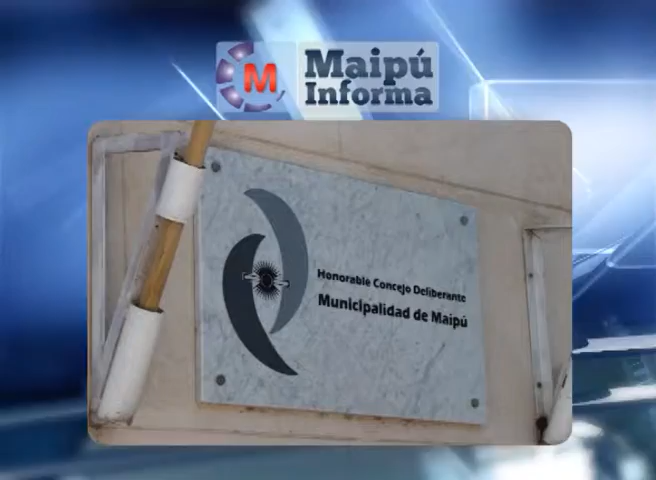 Maipú
Informa
M
Honorable Concejo Deliberante
Municipalidad de Maipú